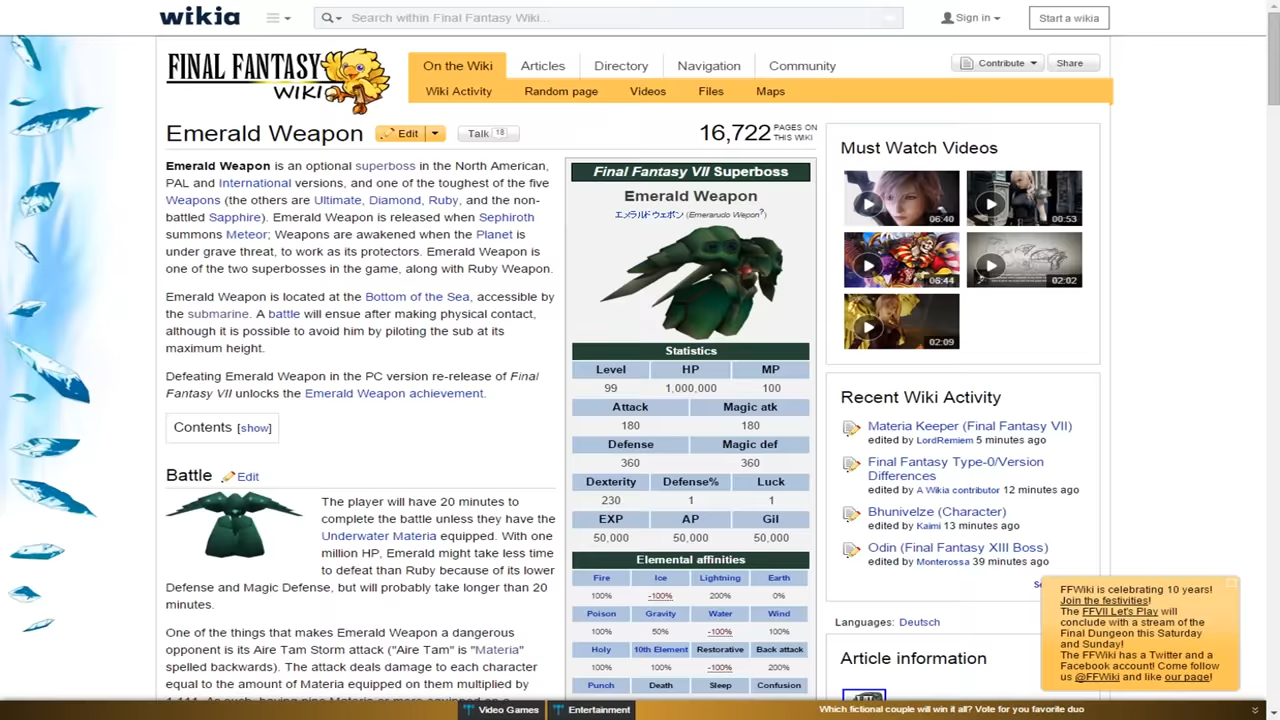 wikia
Search within Final Fantasy Wiki...
Sign in
Start a wikia
FINAL FANTASY
WIKI
On the Wiki
Articles
Directory
Navigation
Community
Contribute
Share
Wiki Activity
Random page
Videos
Files
Maps
Emerald Weapon
Edit
Talk 18
16,722 PAGES ON THIS WIKI
Emerald Weapon is an optional superboss in the North American,
PAL and International versions, and one of the toughest of the five
Weapons (the others are Ultimate, Diamond, Ruby, and the non-
battled Sapphire). Emerald Weapon is released when Sephiroth
summons Meteor; Weapons are awakened when the Planet is
under grave threat, to work as its protectors. Emerald Weapon is
one of the two superbosses in the game, along with Ruby Weapon.
Emerald Weapon is located at the Bottom of the Sea, accessible by
the submarine. A battle will ensue after making physical contact,
although it is possible to avoid him by piloting the sub at its
maximum height.
Defeating Emerald Weapon in the PC version re-release of Final
Fantasy VII unlocks the Emerald Weapon achievement.
Contents [show]
Battle Edit
The player will have 20 minutes to
complete the battle unless they have the
Underwater Materia equipped. With one
million HP, Emerald might take less time
to defeat than Ruby because of its lower
Defense and Magic Defense, but will probably take longer than 20
minutes.
One of the things that makes Emerald Weapon a dangerous
opponent is its Aire Tam Storm attack ("Aire Tam" is "Materia"
spelled backwards). The attack deals damage to each character
equal to the amount of Materia equipped on them multiplied by
Final Fantasy VII Superboss
Emerald Weapon
エメラルドウェポン (Emerarudo Wepon?)
Statistics
Level HP MP
99 1,000,000 100
Attack Magic atk
180 180
Defense Magic def
360 360
Dexterity Defense% Luck
230 1 1
EXP AP Gil
50,000 50,000 50,000
Elemental affinities
Fire Ice Lightning Earth
100% -100% 200% 0%
Poison Gravity Water Wind
100% 50% -100% 100%
Holy 10th Element Restorative Back attack
100% 100% -100% 200%
Punch Death Sleep Confusion
Must Watch Videos
06:40
00:53
06:44
02:02
02:09
Recent Wiki Activity
Materia Keeper (Final Fantasy VII)
edited by LordRemiem 5 minutes ago
Final Fantasy Type-0/Version
Differences
edited by A Wikia contributor 12 minutes ago
Bhunivelze (Character)
edited by Kaimi 13 minutes ago
Odin (Final Fantasy XIII Boss)
edited by Monterossa 39 minutes ago
Languages: Deutsch
Article information
FFWiki is celebrating 10 years!
Join the festivities!
The FFVII Let's Play will
conclude with a stream of the
Final Dungeon this Saturday
and Sunday!
The FFWiki has a Twitter and a
Facebook account! Come follow
us @FFWiki and like our page!
Video Games
Entertainment
Which fictional couple will win it all? Vote for you favorite duo